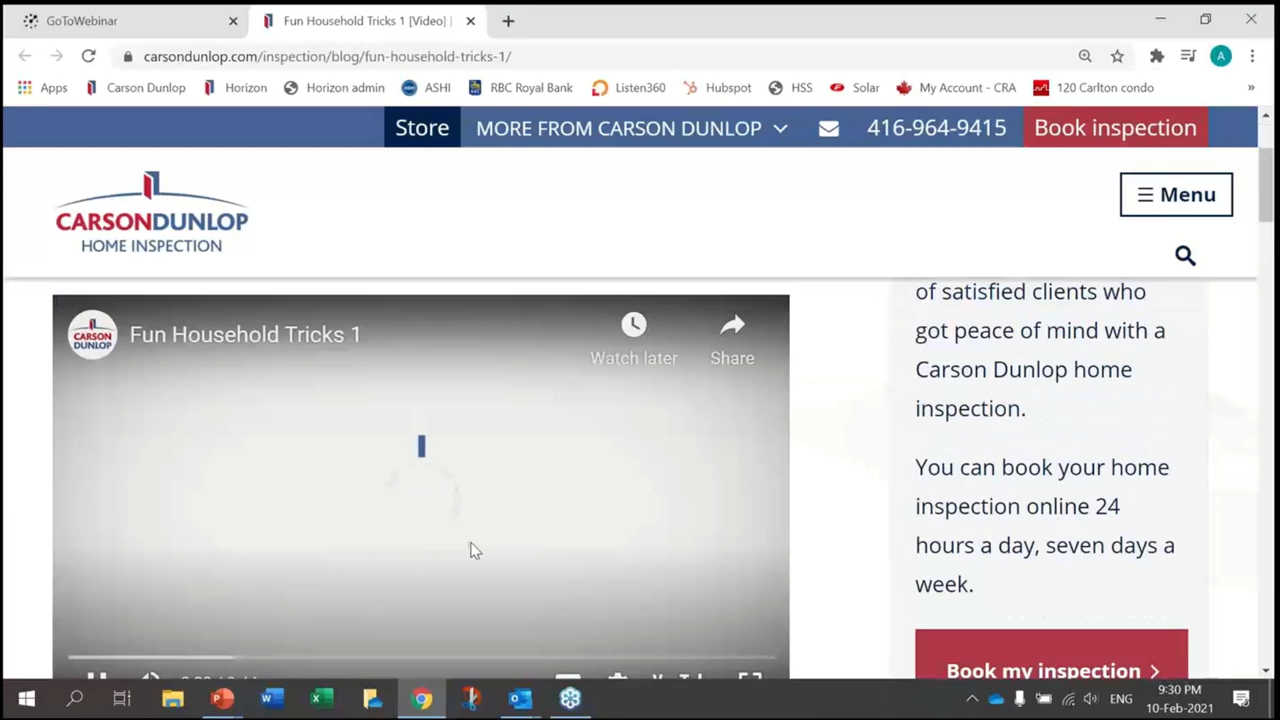 GoToWebinar
Fun Household Tricks 1 [Video] |
carsondunlop.com/inspection/blog/fun-household-tricks-1/
A
Apps Carson Dunlop Horizon Horizon admin ASHI RBC Royal Bank Listen360 Hubspot HSS Solar My Account - CRA 120 Carlton condo »
Store MORE FROM CARSON DUNLOP 416-964-9415 Book inspection
CARSONDUNLOP
HOME INSPECTION
Menu
CARSON
DUNLOP
Fun Household Tricks 1
Watch later
Share
of satisfied clients who
got peace of mind with a
Carson Dunlop home
inspection.
You can book your home
inspection online 24
hours a day, seven days a
week.
Book my inspection
ENG
9:30 PM
10-Feb-2021